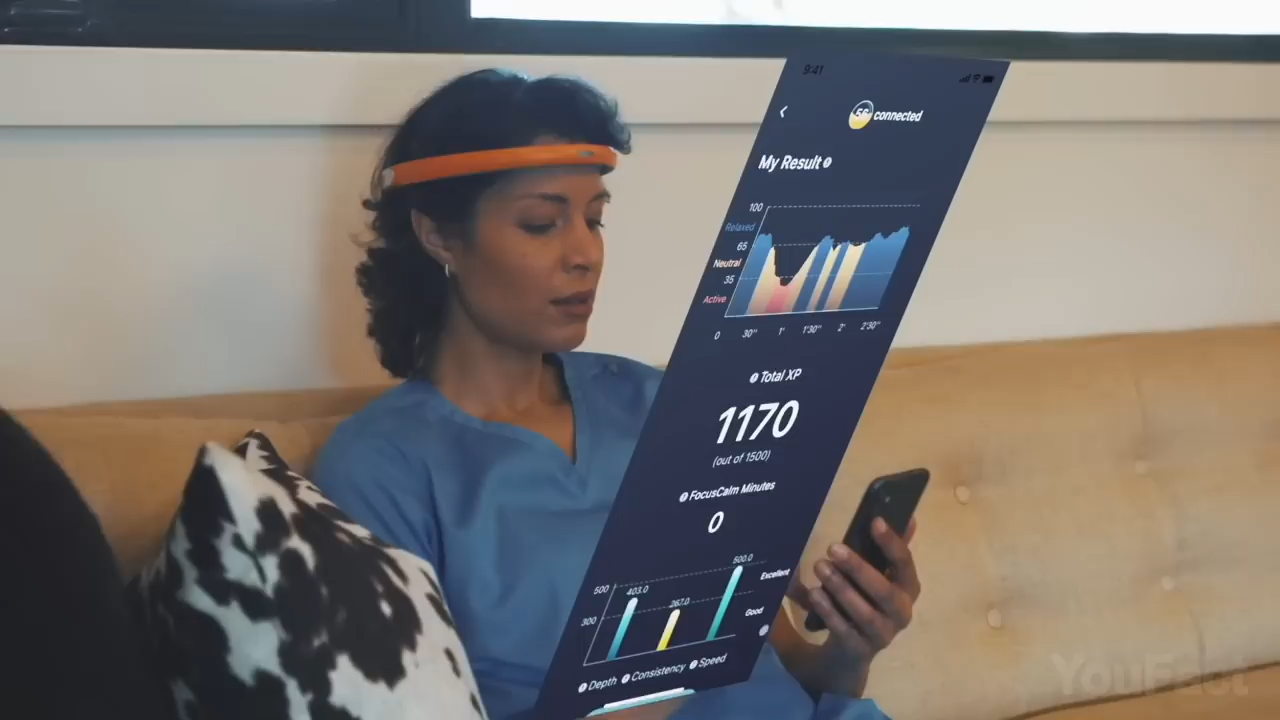 9:41
56 connected
My Result
100
Relaxed
65
Neutral
35
Active
0 30'' 1' 1'30'' 2' 2'30''
Total XP
1170
(out of 1500)
FocusCalm Minutes
0
500.0
Excellent
500
403.0
267.0
Good
300
Depth Consistency Speed
YouFact